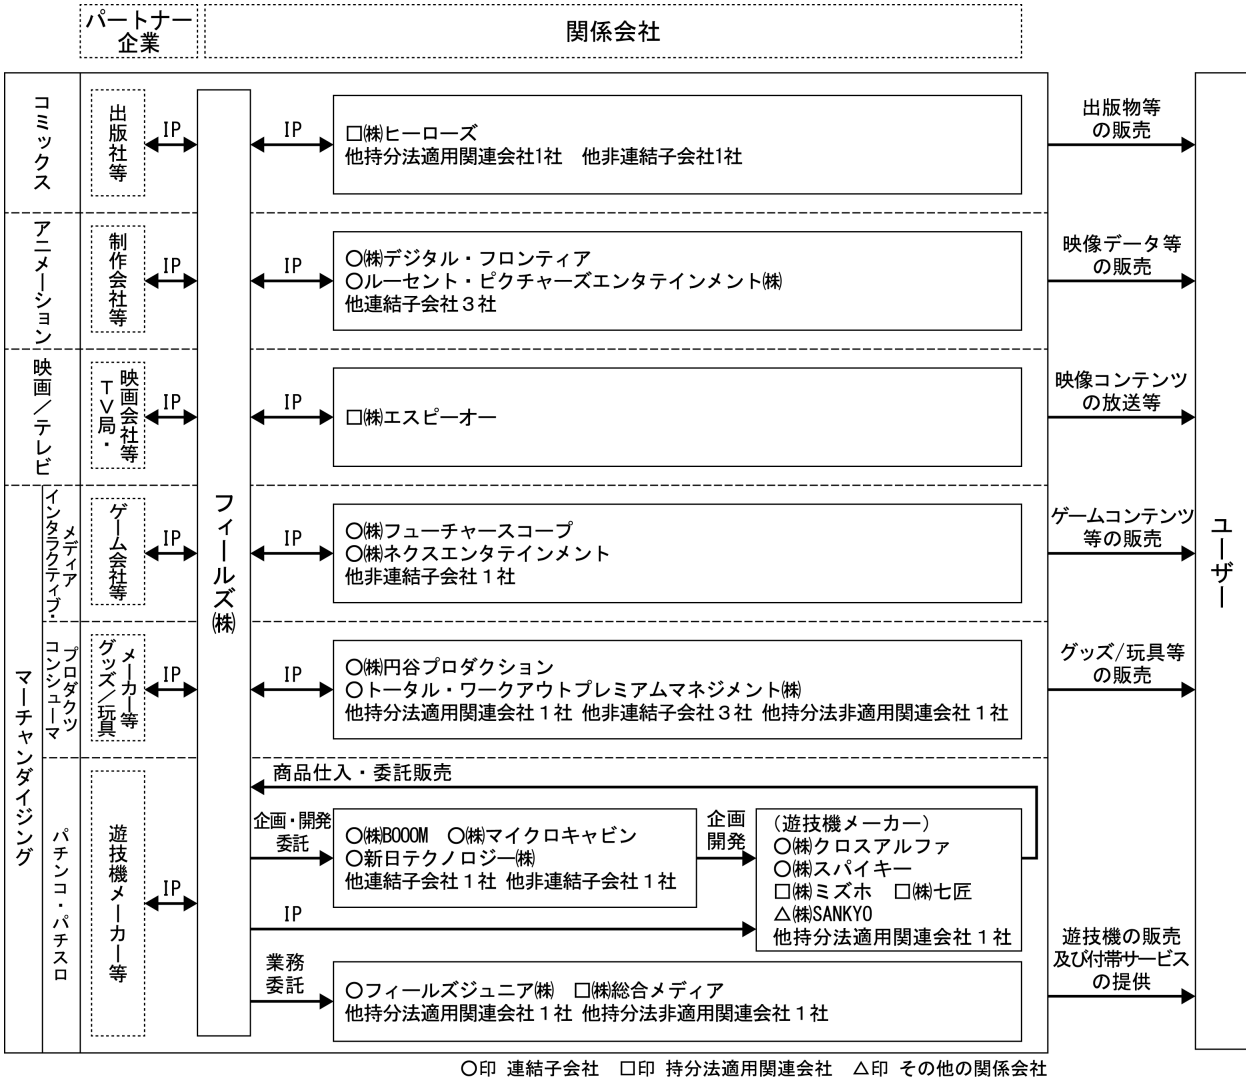 パートナー
企業
関係会社
コミックス
出版社等
IP
IP
□㈱ヒーローズ
他持分法適用関連会社1社　他非連結子会社1社
出版物等
の販売
アニメーション
制作会社等
IP
IP
○㈱デジタル・フロンティア
○ルーセント・ピクチャーズエンタテインメント㈱
他連結子会社３社
映像データ等
の販売
映画／テレビ
映画会社等
ＴＶ局・
IP
IP
□㈱エスピーオー
映像コンテンツ
の放送等
フィールズ㈱
ユーザー
マーチャンダイジング
メディア
インタラクティブ・
ゲーム会社等
IP
IP
○㈱フューチャースコープ
○㈱ネクスエンタテインメント
他非連結子会社１社
ゲームコンテンツ
等の販売
プロダクツ
コンシューマ
メーカー等
グッズ／玩具
IP
IP
○㈱円谷プロダクション
○トータル・ワークアウトプレミアムマネジメント㈱
他持分法適用関連会社１社 他非連結子会社３社 他持分法非適用関連会社１社
グッズ/玩具等
の販売
パチンコ・パチスロ
遊技機メーカー等
IP
商品仕入・委託販売
企画・開発
委託
○㈱BOOOM　○㈱マイクロキャビン
○新日テクノロジー㈱
他連結子会社１社 他非連結子会社１社
企画
開発
（遊技機メーカー）
○㈱クロスアルファ
○㈱スパイキー
□㈱ミズホ　□㈱七匠
△㈱SANKYO
他持分法適用関連会社１社
IP
業務
委託
○フィールズジュニア㈱　□㈱総合メディア
他持分法適用関連会社１社 他持分法非適用関連会社１社
遊技機の販売
及び付帯サービス
の提供
○印 連結子会社　□印 持分法適用関連会社　△印 その他の関係会社